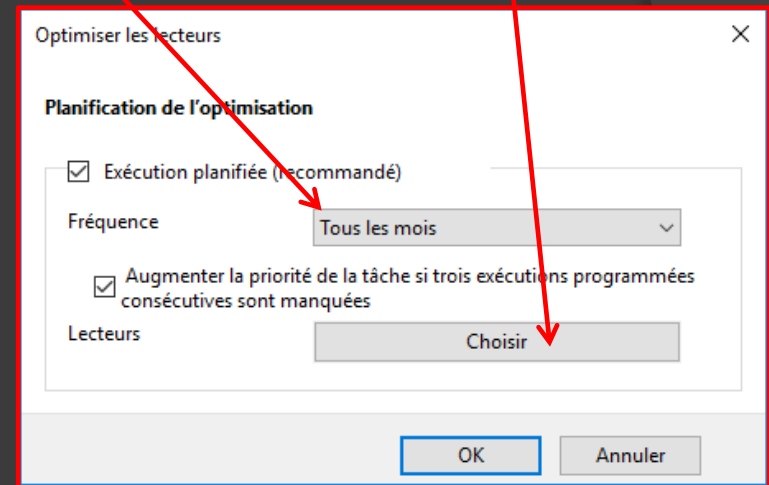 Optimiser les lecteurs
Planification de l'optimisation
Exécution planifiée (recommandé)
Fréquence
Tous les mois
Augmenter la priorité de la tâche si trois exécutions programmées
consécutives sont manquées
Lecteurs
Choisir
OK
Annuler